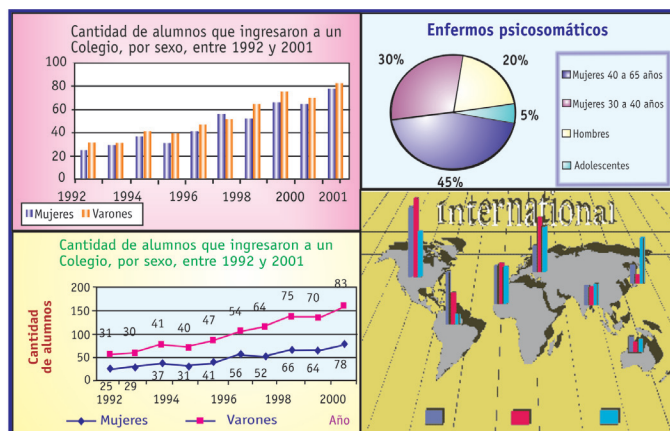 Cantidad de alumnos que ingresaron a un
Colegio, por sexo, entre 1992 y 2001
100
80
60
40
20
0
1992 1994 1996 1998 2000 2001
Mujeres Varones
Enfermos psicosomáticos
30%
20%
5%
45%
Mujeres 40 a 65 años
Mujeres 30 a 40 años
Hombres
Adolescentes
Cantidad de alumnos que ingresaron a un
Colegio, por sexo, entre 1992 y 2001
Cantidad
de alumnos
200
150
100
50
0
31 30 41 40 47 54 64 75 70 83
25 29 37 31 41 56 52 66 64 78
1992 1994 1996 1998 2000
Mujeres Varones Año
international